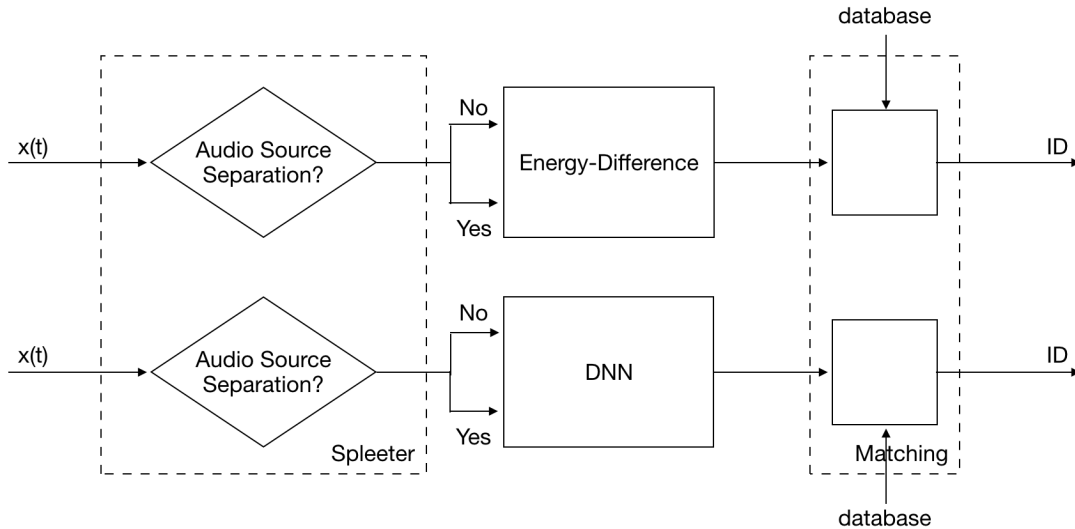 database
x(t)
Audio Source
Separation?
No
Yes
Energy-Difference
ID
x(t)
Audio Source
Separation?
No
Yes
DNN
ID
Spleeter
Matching
database